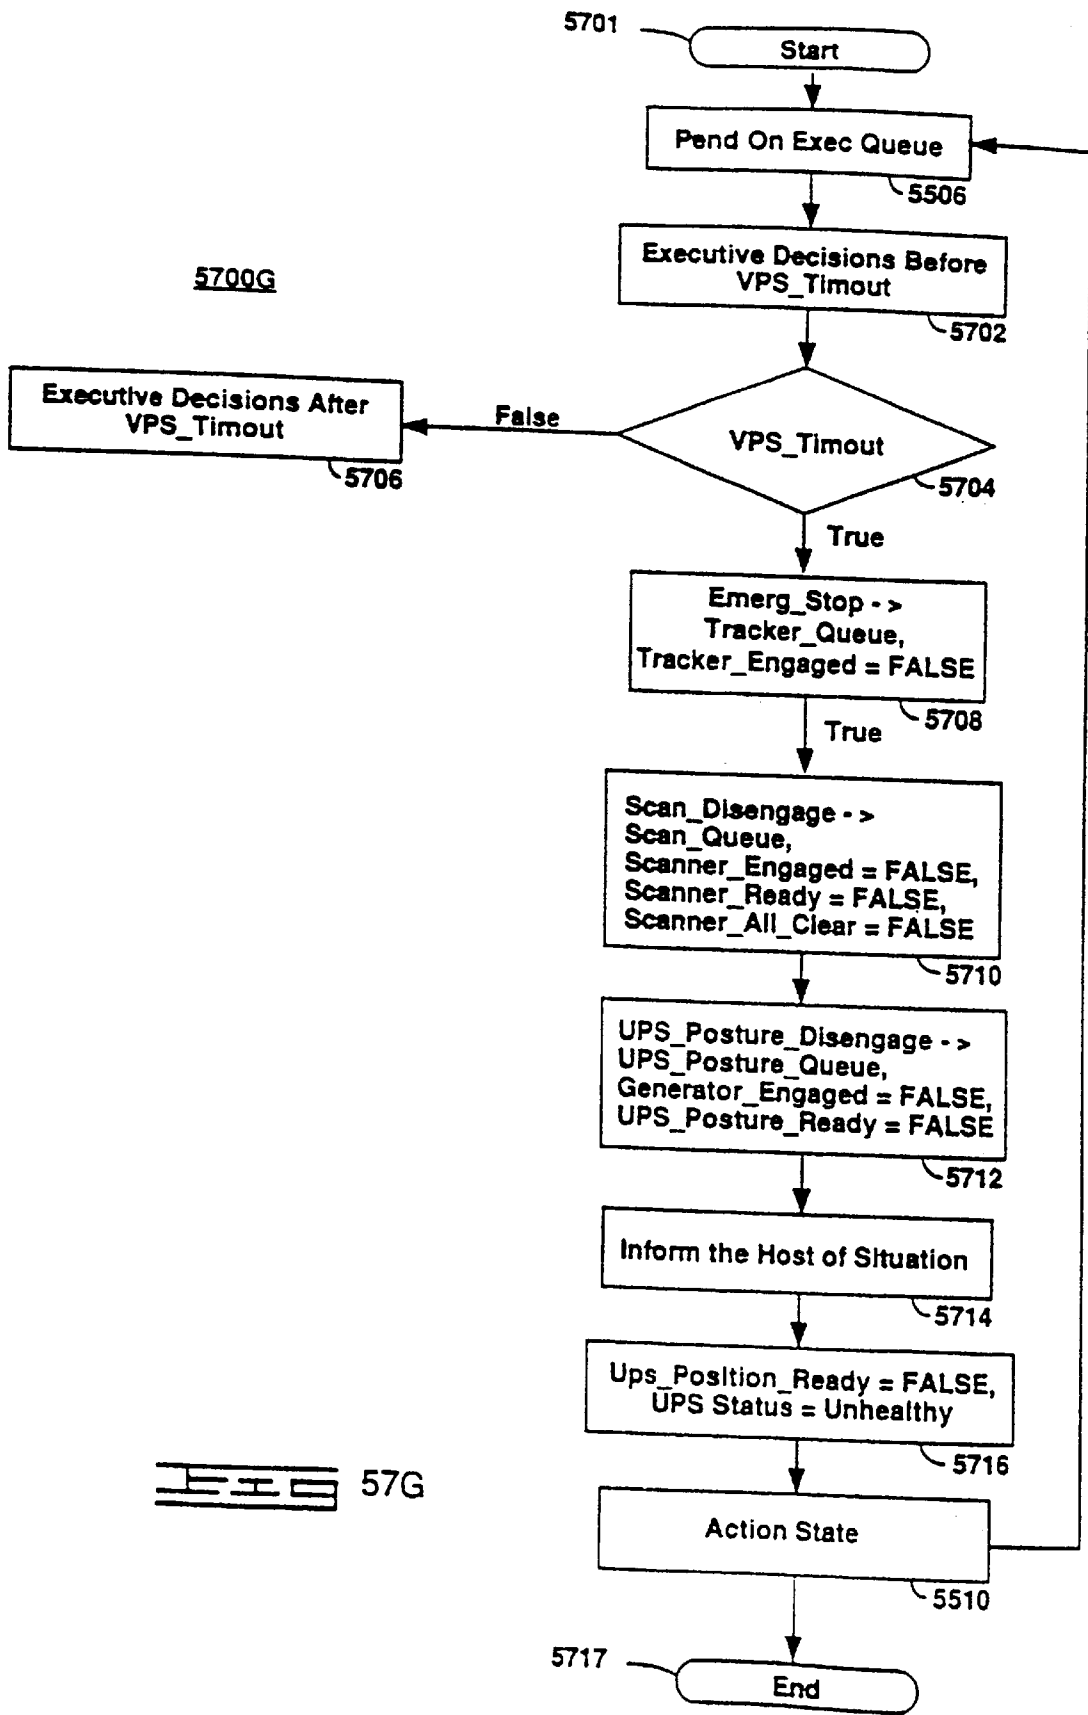 5701
Start
Pend On Exec Queue
5506
Executive Decisions Before
VPS_Timout
5702
5700G
Executive Decisions After
VPS_Timout
5706
False
VPS_Timout
5704
True
Emerg_Stop ->
Tracker_Queue,
Tracker_Engaged = FALSE
5708
True
Scan_Disengage ->
Scan_Queue,
Scanner_Engaged = FALSE,
Scanner_Ready = FALSE,
Scanner_All_Clear = FALSE
5710
UPS_Posture_Disengage ->
UPS_Posture_Queue,
Generator_Engaged = FALSE,
UPS_Posture_Ready = FALSE
5712
Inform the Host of Situation
5714
Ups_Position_Ready = FALSE,
UPS Status = Unhealthy
5716
57G
Action State
5510
5717
End